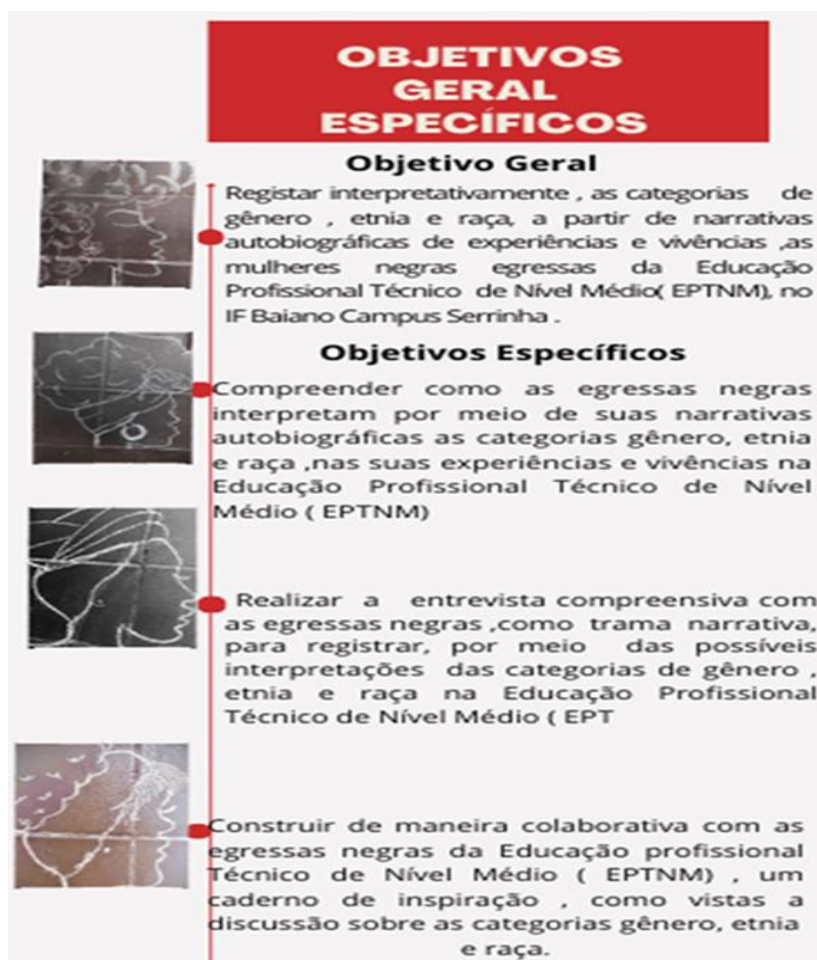 OBJETIVOS
GERAL
ESPECÍFICOS
Objetivo Geral
Registar interpretativamente , as categorias de
gênero , etnia e raça, a partir de narrativas
autobiográficas de experiências e vivências ,as
mulheres negras egressas da Educação
Profissional Técnico de Nível Médio( EPTNM), no
IF Baiano Campus Serrinha .
Objetivos Específicos
Compreender como as egressas negras
interpretam por meio de suas narrativas
autobiográficas as categorias gênero, etnia
e raça ,nas suas experiências e vivências na
Educação Profissional Técnico de Nível
Médio ( EPTNM)
Realizar a entrevista compreensiva com
as egressas negras ,como trama narrativa,
para registrar, por meio das possíveis
interpretações das categorias de gênero ,
etnia e raça na Educação Profissional
Técnico de Nível Médio ( EPT
Construir de maneira colaborativa com as
egressas negras da Educação profissional
Técnico de Nível Médio ( EPTNM) , um
caderno de inspiração , como vistas a
discussão sobre as categorias gênero, etnia
e raça.